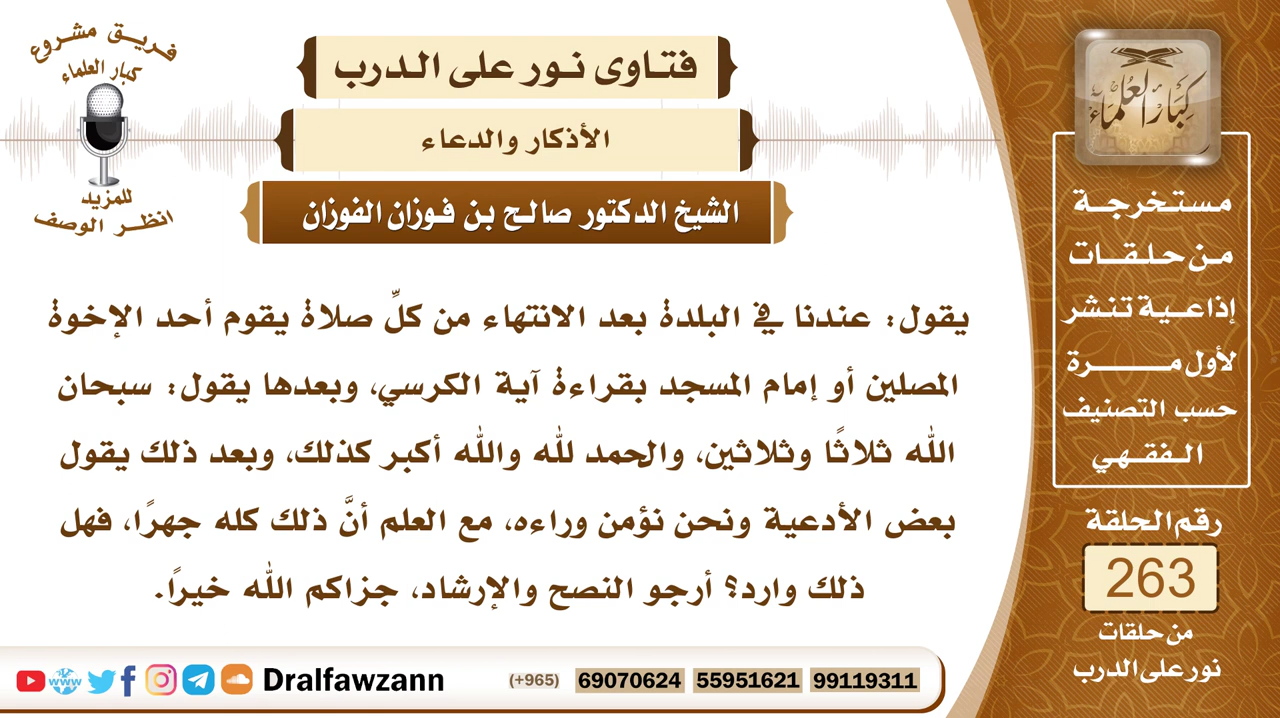 فريق مشروع
كبار العلماء
للمزيد
انظر الوصف
فتاوى نور على الدرب
الأذكار والدعاء
الشيخ الدكتور صالح بن فوزان الفوزان
يقول: عندنا في البلدة بعد الانتهاء من كلِّ صلاة يقوم أحد الإخوة
المصلين أو إمام المسجد بقراءة آية الكرسي، وبعدها يقول: سبحان
الله ثلاثًا وثلاثين، والحمد لله والله أكبر كذلك، وبعد ذلك يقول
بعض الأدعية ونحن نؤمن وراءه، مع العلم أنَّ ذلك كله جهرًا، فهل
ذلك وارد؟ أرجو النصح والإرشاد، جزاكم الله خيرًا.
كبار العلماء
مستخرجة
من حلقات
إذاعية تنشر
لأول مرة
حسب التصنيف
الفقهي
رقم الحلقة
263
من حلقات
نور على الدرب
www Dralfawzann (+965) 69070624 55951621 99119311